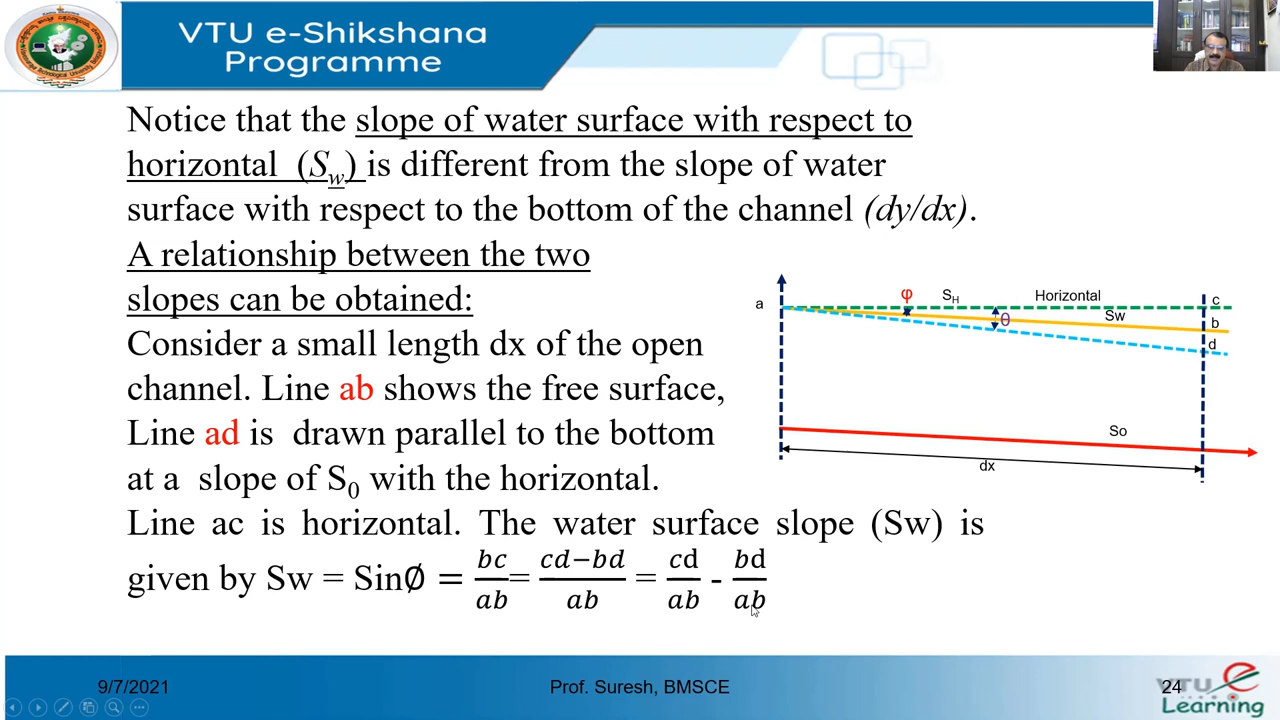 VTU e-Shikshana
Programme
Notice that the slope of water surface with respect to
horizontal (Sw) is different from the slope of water
surface with respect to the bottom of the channel (dy/dx).
A relationship between the two
slopes can be obtained:
Consider a small length dx of the open
channel. Line ab shows the free surface,
Line ad is drawn parallel to the bottom
at a slope of S0 with the horizontal.
Line ac is horizontal. The water surface slope (Sw) is
given by Sw = Sin∅ = bc/ab = cd−bd/ab = cd/ab - bd/ab
a
φ
SH
Horizontal
c
Sw
θ
b
d
So
dx
9/7/2021
Prof. Suresh, BMSCE
24
VTU e
Learning